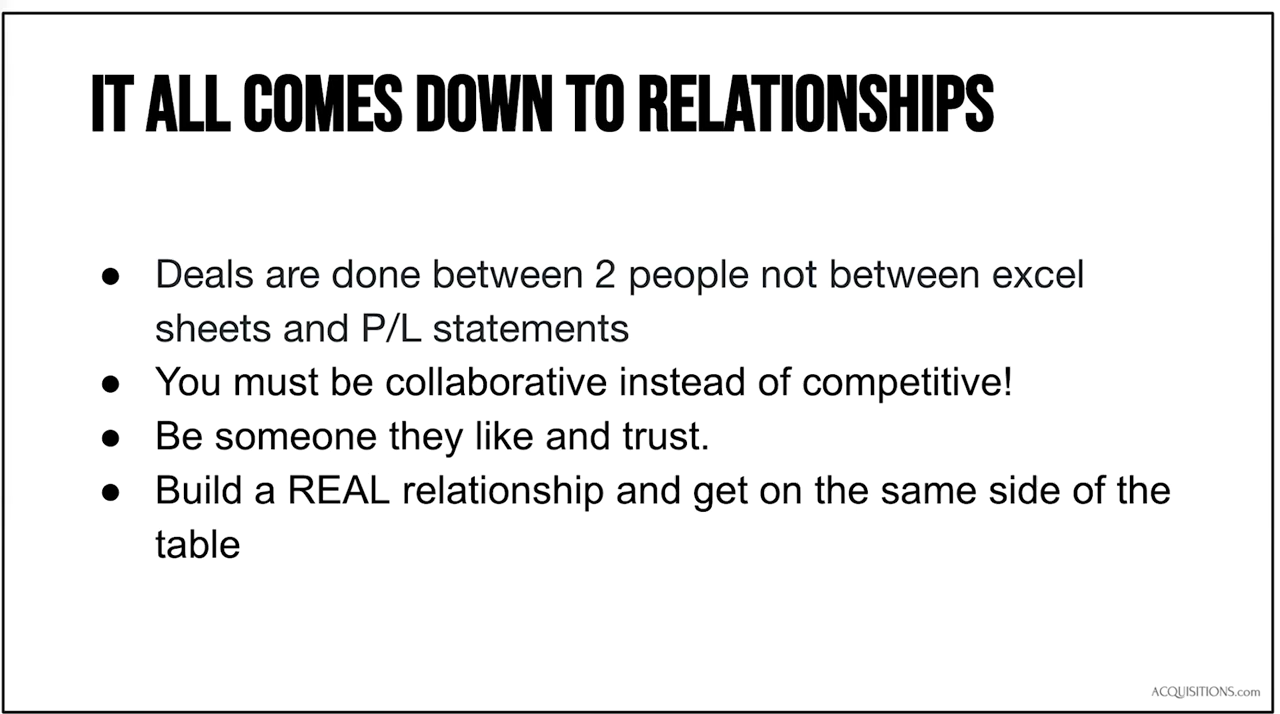 IT ALL COMES DOWN TO RELATIONSHIPS
● Deals are done between 2 people not between excel
sheets and P/L statements
● You must be collaborative instead of competitive!
● Be someone they like and trust.
● Build a REAL relationship and get on the same side of the
table
ACQUISITIONS.com